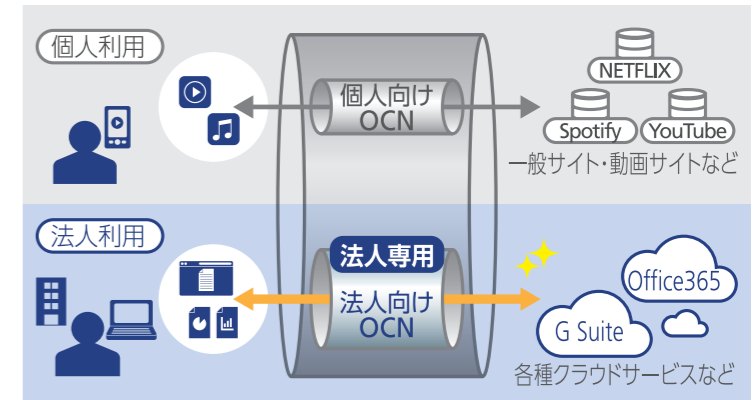 個人利用
個人向け
OCN
NETFLIX
Spotify
YouTube
一般サイト・動画サイトなど
法人利用
法人専用
法人向け
OCN
Office365
G Suite
各種クラウドサービスなど